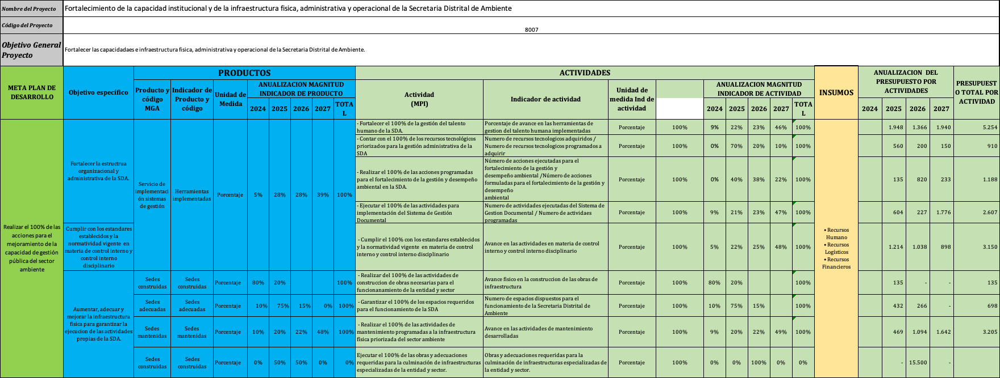 Nombre del Proyecto
Fortalecimiento de la capacidad institucional y de la infraestructura fisica, administrativa y operacional de la Secretaria Distrital de Ambiente
Código del Proyecto
8007
Objetivo General
Proyecto
Fortalecer las capacidadaes e infraestructura fisica, administrativa y operacional de la Secretaria Distrital de Ambiente.
META PLAN DE
DESARROLLO
Objetivo específico
PRODUCTOS
Producto y
código
MGA
Indicador de
Producto y
código
Unidad de
Medida
ANUALIZACION MAGNITUD
INDICADOR DE PRODUCTO
2024 2025 2026 2027 TOTA
L
ACTIVIDADES
Actividad
(MPI)
Indicador de actividad
Unidad de
medida Ind de
actividad
ANUALIZACION MAGNITUD
INDICADOR DE ACTIVIDAD
2024 2025 2026 2027 TOTA
L
INSUMOS
ANUALIZACION DEL
PRESUPUESTO POR
ACTIVIDADES
2024 2025 2026 2027
PRESUPUEST
O TOTAL POR
ACTIVIDAD
Realizar el 100% de las
acciones para el
mejoramiento de la
capacidad de gestión
pública del sector
ambiente
Fortalecer la estructrua
organizacional y
administrativa de la SDA.
Servicio de
implementaci
ón sistemas
de gestión
Herramientas
implementadas
Porcentaje 5% 28% 28% 39% 100%
- Fortalecer el 100% de la gestión del talento
humano de la SDA.
Porcentaje de avance en las herramientas de
gestion del talento humana implementadas
Porcentaje 100% 9% 22% 23% 46% 100%
1.948 1.366 1.940 5.254
- Contar con el 100% de los recursos tecnológicos
priorizados para la gestión administrativa de la
SDA
Numero de recursos tecnologicos adquiridos /
Numero de recursos tecnologicos programados a
adquirir
Porcentaje 100% 0% 70% 20% 10% 100%
560 200 150 910
- Realizar el 100% de las acciones programadas
para el fortalecimiento de la gestión y desempeño
ambiental en la SDA.
Número de acciones ejecutadas para el
fortalecimiento de la gestión y
desempeño ambiental /Número de acciones
formuladas para el fortalecimiento de la gestión y
desempeño
ambiental
Porcentaje 100% 0% 40% 38% 22% 100%
135 820 233 1.188
- Ejecutar el 100% de las actividades para
implementación del Sistema de Gestión
Documental
Numero de actividades ejecutadas del Sistema de
Gestion Documental / Numero de actividaes
programadas
Porcentaje 100% 9% 21% 23% 47% 100%
604 227 1.776 2.607
Cumplir con los estandares
establecidos y la
normatividad vigente en
materia de control interno y
control interno
disciplinario
- Cumplir el 100% con los estandares establecidos
y la normatividad vigente en materia de control
interno y control interno disciplinario
Avance en las actividades en materia de control
interno y control interno disciplinario
Porcentaje 100% 5% 22% 25% 48% 100%
• Recursos
Humano
• Recursos
Logísticos
• Recursos
Financieros
1.214 1.038 898 3.150
Aumentar, adecuar y
mejorar la infraestructura
fisica para garantizar la
ejecucion de las actividades
propias de la SDA.
Sedes
construidas
Sedes
construidas
Porcentaje 80% 20% 100%
- Realizar del 100% de las actividades de
construccion de obras necesarias para el
funcionanamiento de la entidad y sector
Avance fisico en la construccion de las obras de
infraestructura
Porcentaje 100% 80% 20% 100%
135 - - 135
Sedes
adecuadas
Sedes
adecuadas
Porcentaje 10% 75% 15% 0% 100%
- Garantizar el 100% de los espacios requeridos
para el funcionamiento de la SDA
Numero de espacios dispuestos para el
funcionamiento de la Secretaria Distrital de
Ambiente
Porcentaje 100% 10% 75% 15% 100%
432 266 - 698
Sedes
mantenidas
Sedes
mantenidas
Porcentaje 10% 20% 22% 48% 100%
- Realizar el 100% de las actividades de
mantenimiento programadas a la infraestructura
física priorizada del sector ambiente
Avance en las actividades de mantenimiento
desarrolladas
Porcentaje 100% 9% 20% 22% 49% 100%
469 1.094 1.642 3.205
Sedes
construidas
Sedes
construidas
Porcentaje 0% 50% 50% 0% 0%
Ejecutar el 100% de las obras y adecuaciones
requeridas para la culminación de infraestructuras
especializadas de la entidad y sector.
Obras y adecuaciones requeridas para la
culminación de infraestructuras especializadas de
la entidad y sector.
Porcentaje 100% 0% 0% 100% 0% 0%
- 15.500 -